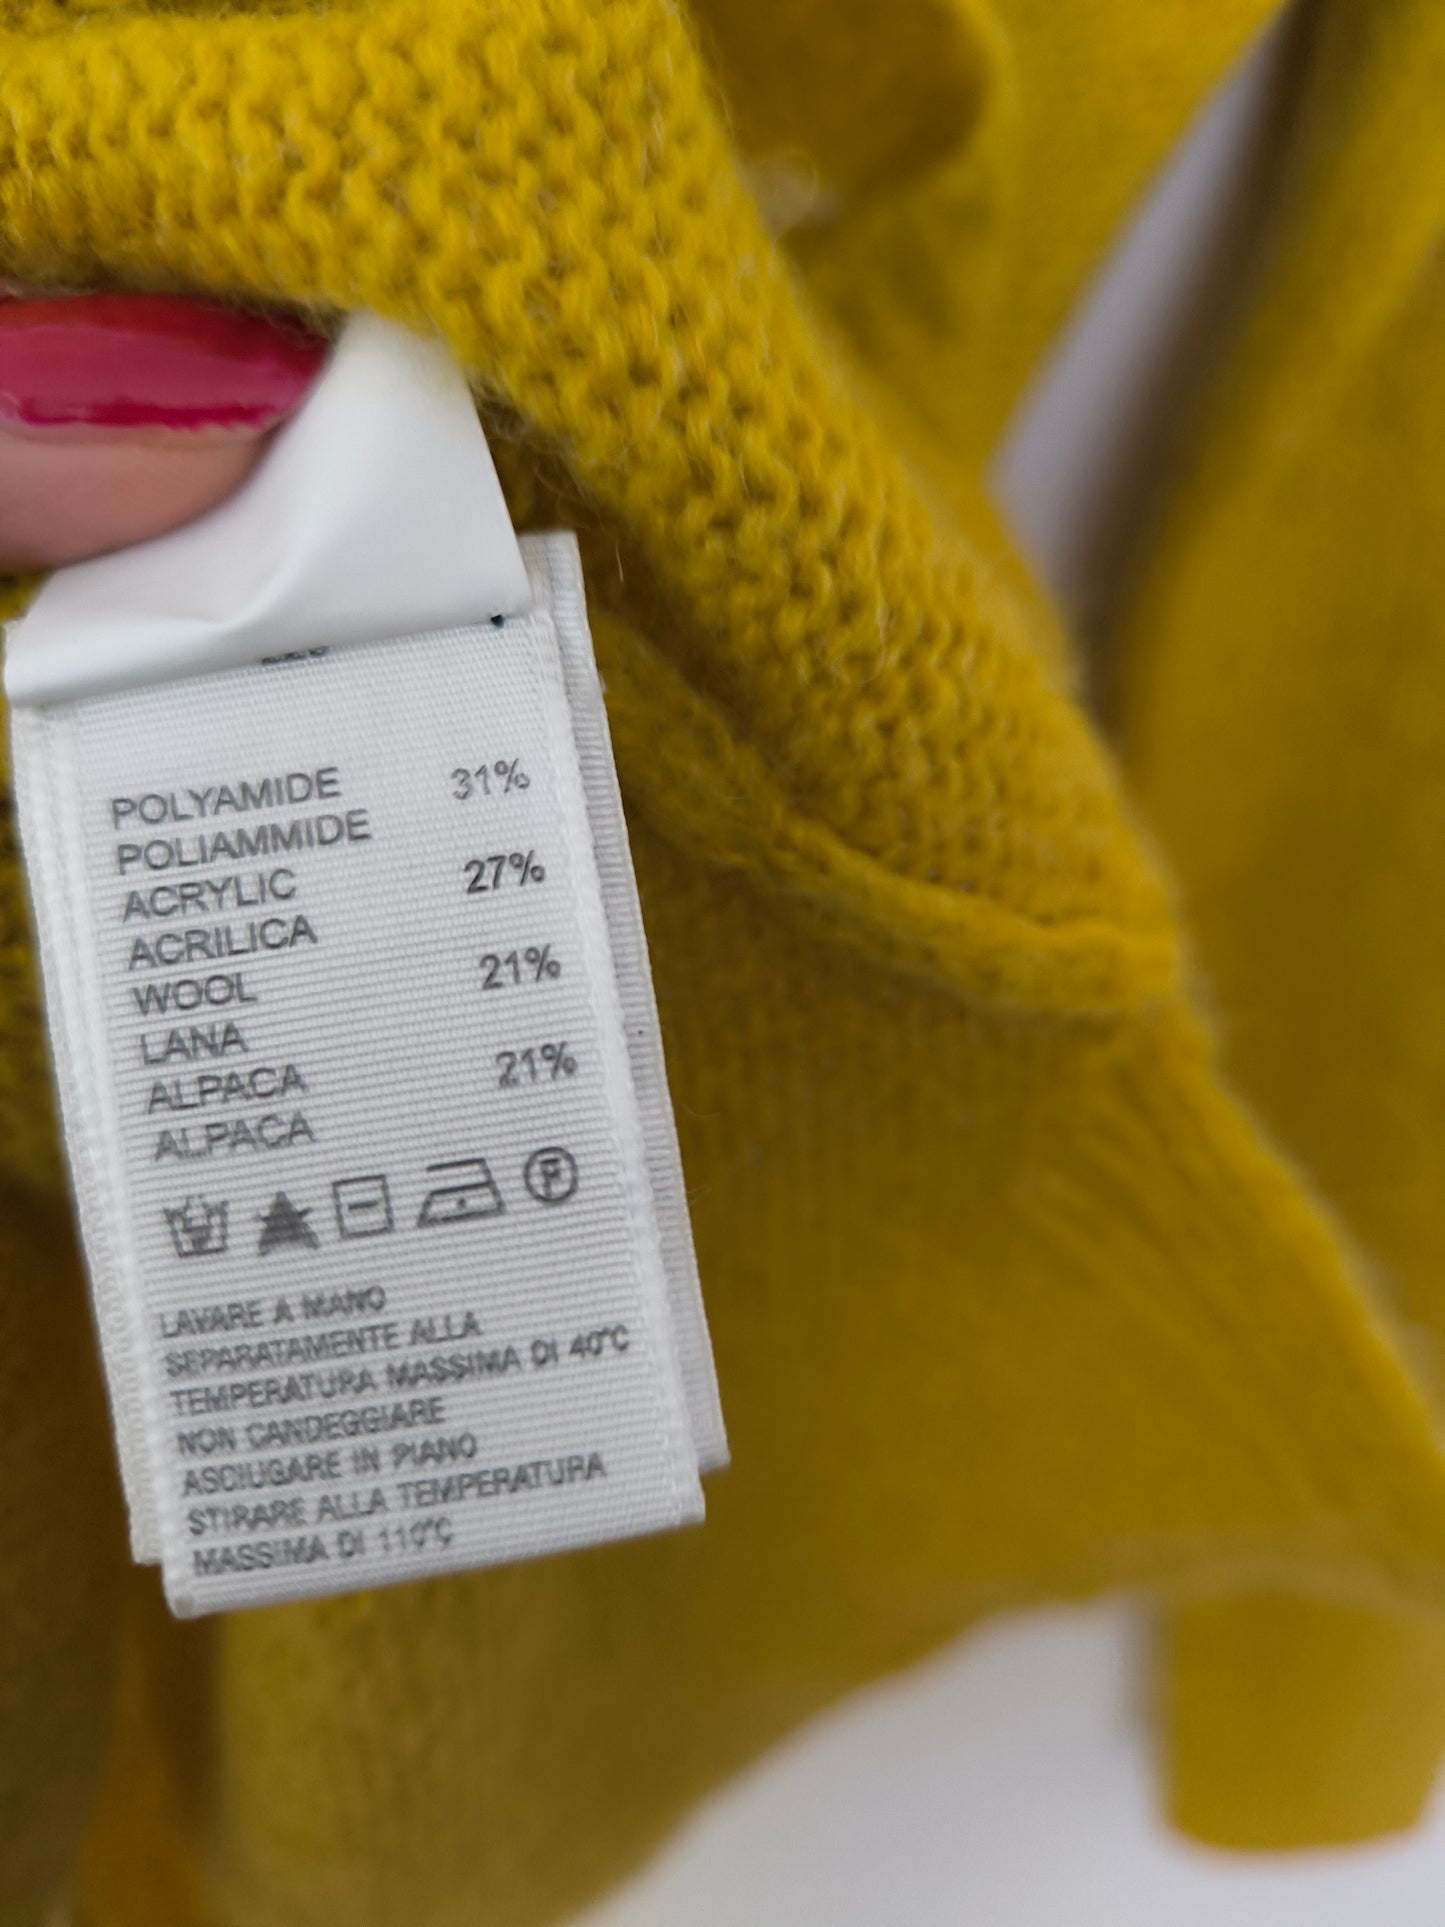 POLYAMIDE 31%
POLIAMMIDE
ACRYLIC 27%
ACRILICA
WOOL 21%
LANA
ALPACA 21%
ALPACA
F
LAVARE A MANO
SEPARATAMENTE ALLA
TEMPERATURA MASSIMA DI 40°C
NON CANDEGGIARE
ASCIUGARE IN PIANO
STIRARE ALLA TEMPERATURA
MASSIMA DI 110°C